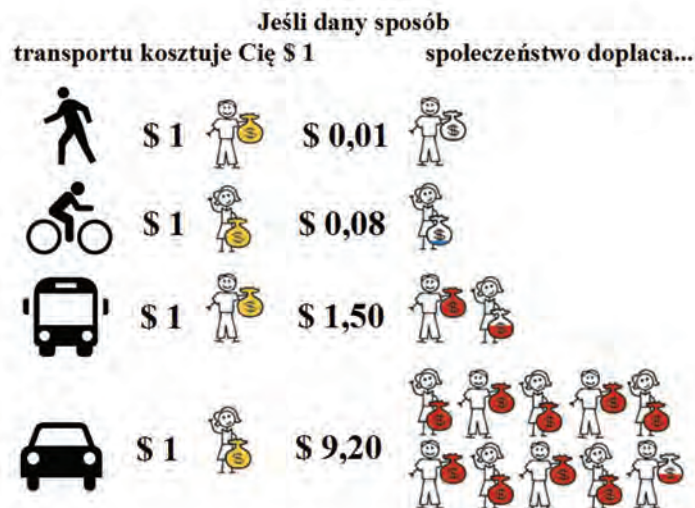 Jeśli dany sposób
transportu kosztuje Cię $ 1 społeczeństwo dopłaca...
$ 1 $ $ 0,01 $
$ 1 $ $ 0,08 $
$ 1 $ $ 1,50 $ $
$ $ $ $ $
$ 1 $ $ 9,20 $ $ $ $ $